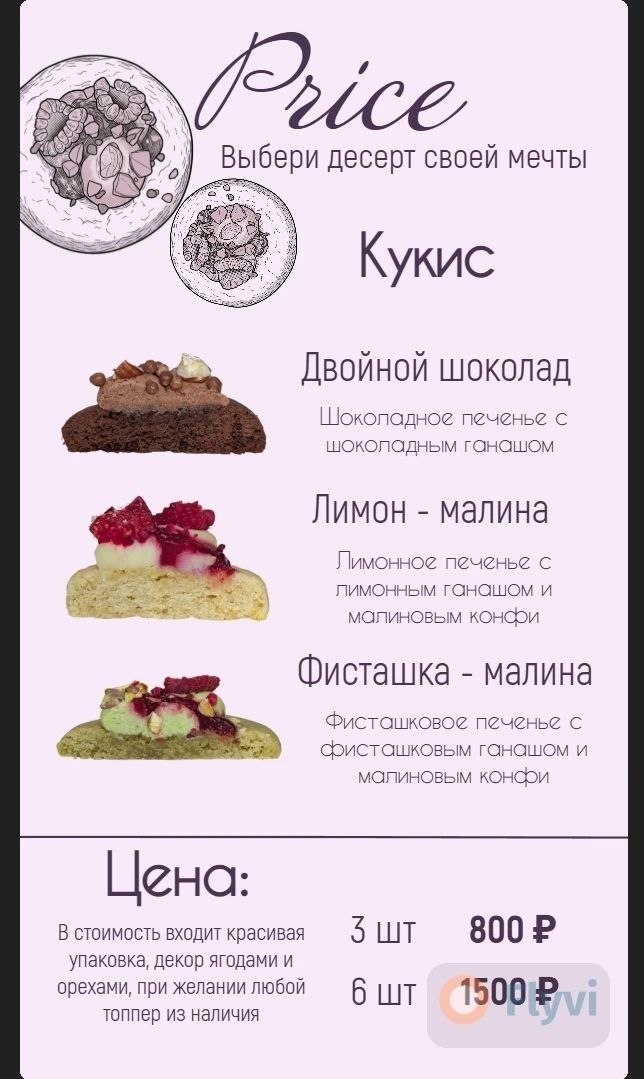 Price
Выбери десерт своей мечты
Кукис
Двойной шоколад
Шоколадное печенье с
шоколадным ганашом
Лимон - малина
Лимонное печенье с
лимонным ганашом и
малиновым конфи
Фисташка - малина
Фисташковое печенье с
фисташковым ганашом и
малиновым конфи
Цена:
В стоимость входит красивая
упаковка, декор ягодами и
орехами, при желании любой
топпер из наличия
3 шт 800 ₽
6 шт 1500 ₽
Flyvi